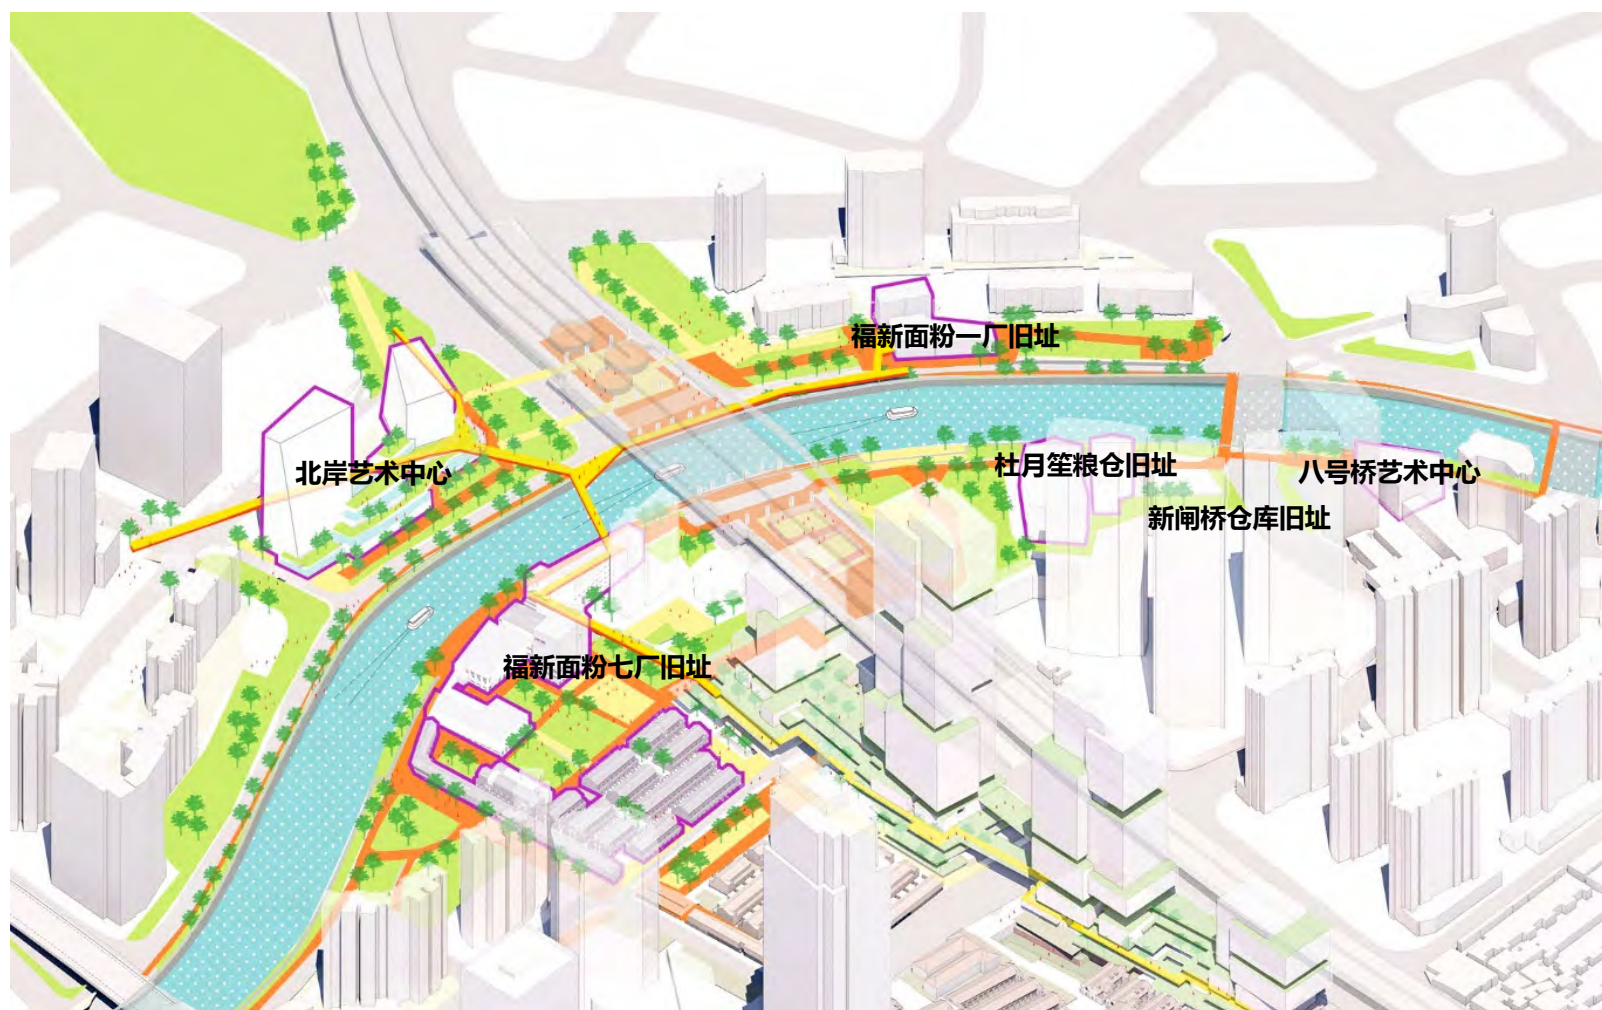 福新面粉一厂旧址
北岸艺术中心
杜月笙粮仓旧址
八号桥艺术中心
新闸桥仓库旧址
福新面粉七厂旧址